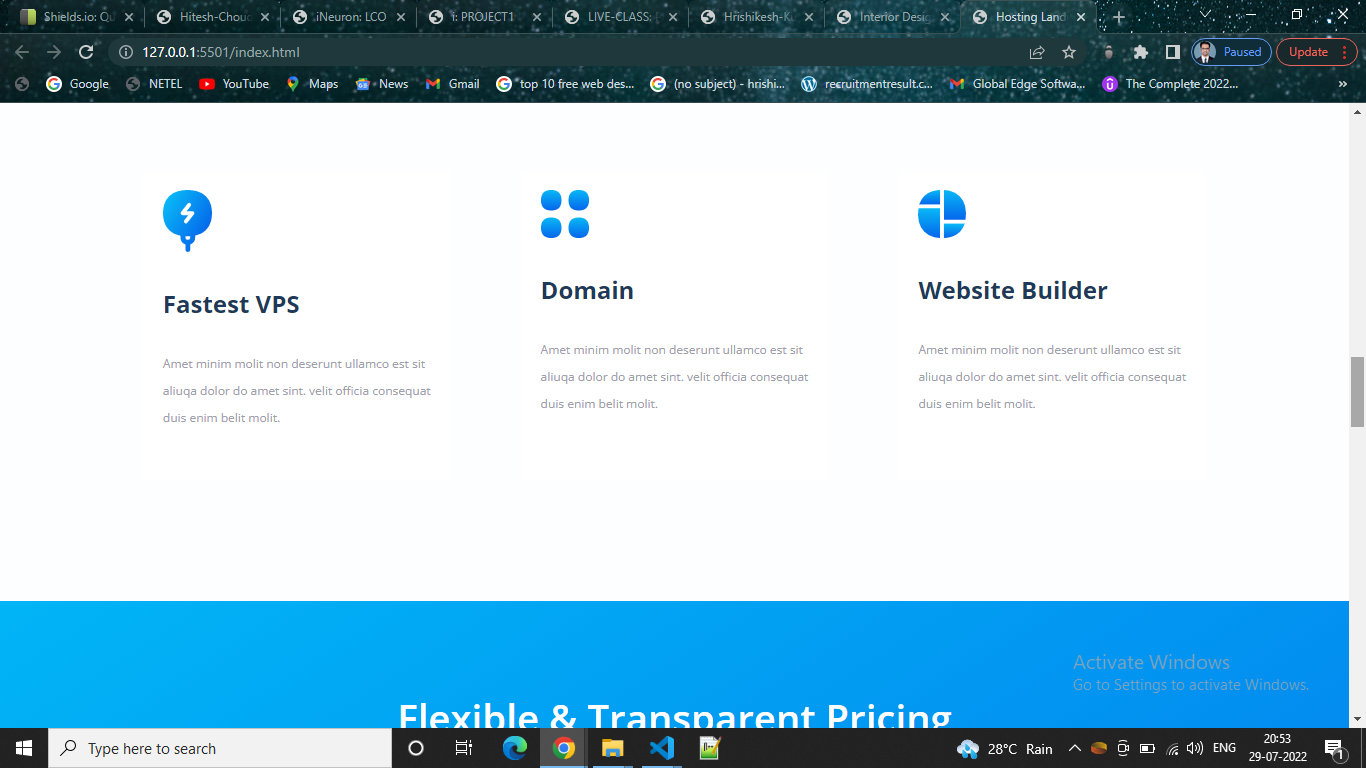 Shields.io: Qu
Hitesh-Chouc
iNeuron: LCO
i: PROJECT1
LIVE-CLASS:
Hrishikesh-Ku
Interior Desig
Hosting Land
127.0.0.1:5501/index.html
Paused
Update
Google
NETEL
YouTube
Maps
News
Gmail
top 10 free web des...
(no subject) - hrishi...
recruitmentresult.c...
Global Edge Softwa...
The Complete 2022...
»
Fastest VPS
Amet minim molit non deserunt ullamco est sit
aliuqa dolor do amet sint. velit officia consequat
duis enim belit molit.
Domain
Amet minim molit non deserunt ullamco est sit
aliuqa dolor do amet sint. velit officia consequat
duis enim belit molit.
Website Builder
Amet minim molit non deserunt ullamco est sit
aliuqa dolor do amet sint. velit officia consequat
duis enim belit molit.
Activate Windows
Go to Settings to activate Windows.
Flexible & Transparent Pricing
Type here to search
28°C Rain
ENG
20:53
29-07-2022
1